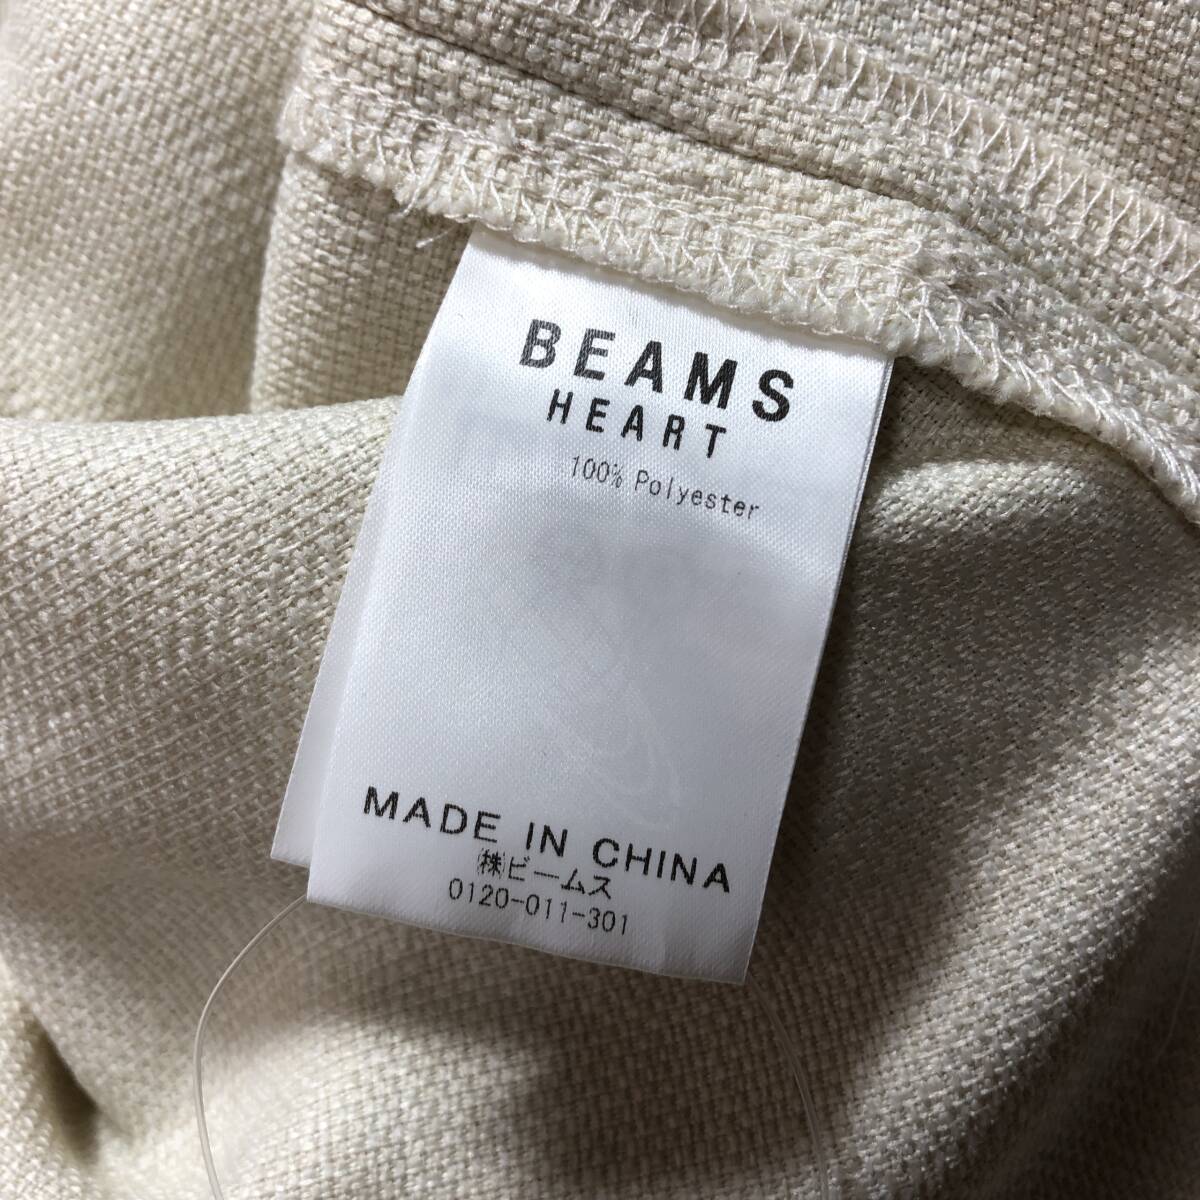 BEAMS
HEART
100% Polyester
MADE IN CHINA
㈱ビームス
0120-011-301